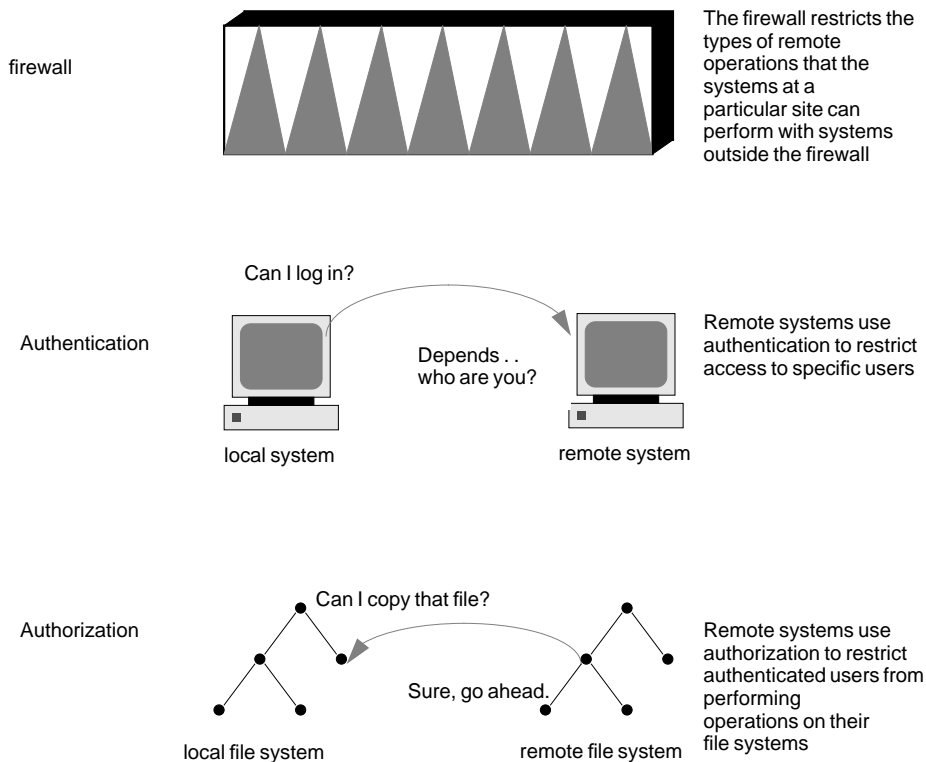 firewall
The firewall restricts the
types of remote
operations that the
systems at a
particular site can
perform with systems
outside the firewall
Can I log in?
Authentication
Depends . .
who are you?
Remote systems use
authentication to restrict
access to specific users
local system
remote system
Can I copy that file?
Authorization
Sure, go ahead.
Remote systems use
authorization to restrict
authenticated users from
performing
operations on their
file systems
local file system
remote file system